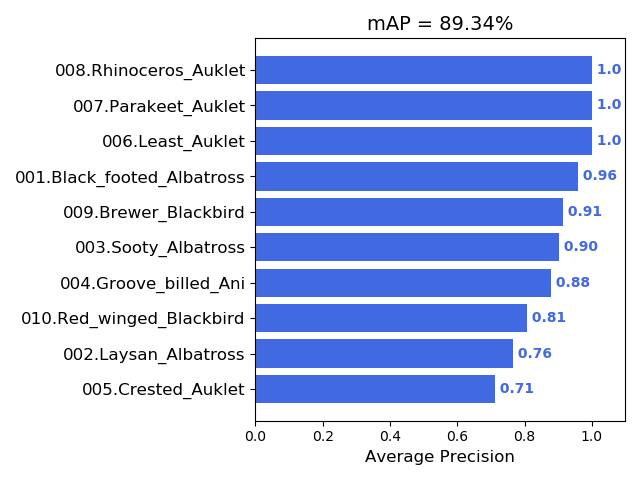 mAP = 89.34%
008.Rhinoceros_Auklet 1.0
007.Parakeet_Auklet 1.0
006.Least_Auklet 1.0
001.Black_footed_Albatross 0.96
009.Brewer_Blackbird 0.91
003.Sooty_Albatross 0.90
004.Groove_billed_Ani 0.88
010.Red_winged_Blackbird 0.81
002.Laysan_Albatross 0.76
005.Crested_Auklet 0.71
0.0 0.2 0.4 0.6 0.8 1.0
Average Precision